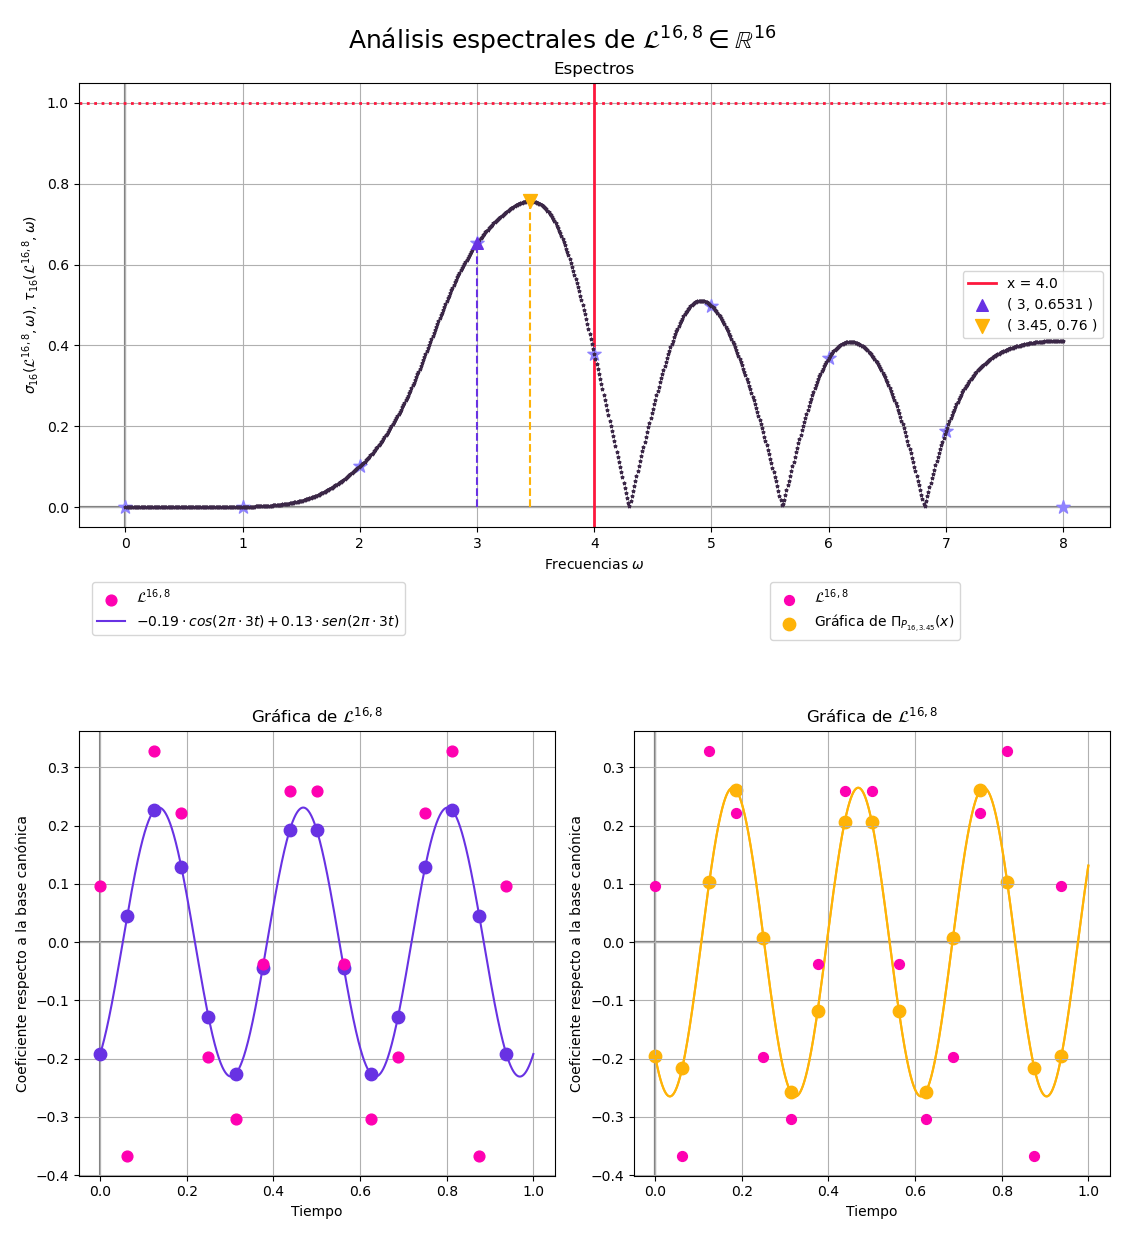 Análisis espectrales de 𝓛^{16,8} ∈ ℝ^{16}
Espectros
1.0
0.8
0.6
0.4
0.2
0.0
σ_{16}(𝓛^{16,8}, ω), τ_{16}(𝓛^{16,8}, ω)
x = 4.0
( 3, 0.6531 )
( 3.45, 0.76 )
0 1 2 3 4 5 6 7 8
Frecuencias ω
𝓛^{16,8}
−0.19 · cos(2π · 3t) + 0.13 · sen(2π · 3t)
𝓛^{16,8}
Gráfica de Π_{P_{16,3.45}}(x)
Gráfica de 𝓛^{16,8}
0.3
0.2
0.1
0.0
−0.1
−0.2
−0.3
−0.4
Coeficiente respecto a la base canónica
0.0 0.2 0.4 0.6 0.8 1.0
Tiempo
Gráfica de 𝓛^{16,8}
0.3
0.2
0.1
0.0
−0.1
−0.2
−0.3
−0.4
Coeficiente respecto a la base canónica
0.0 0.2 0.4 0.6 0.8 1.0
Tiempo